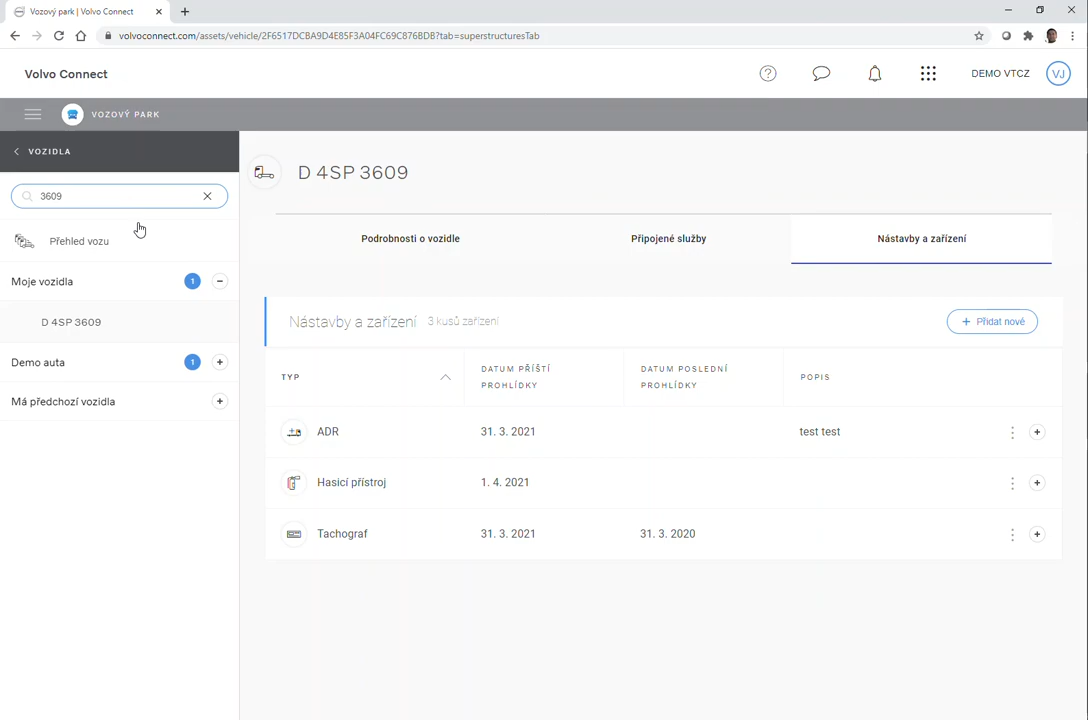 Vozový park | Volvo Connect
volvoconnect.com/assets/vehicle/2F6517DCBA9D4E85F3A04FC69C876BDB?tab=superstructuresTab
Volvo Connect
DEMO VTCZ
VJ
VOZOVÝ PARK
VOZIDLA
3609
Přehled vozu
Moje vozidla
1
D 4SP 3609
Demo auta
1
Má předchozí vozidla
D 4SP 3609
Podrobnosti o vozidle
Připojené služby
Nástavby a zařízení
Nástavby a zařízení 3 kusů zařízení
+ Přidat nové
TYP
DATUM PŘÍŠTÍ
PROHLÍDKY
DATUM POSLEDNÍ
PROHLÍDKY
POPIS
ADR 31. 3. 2021 test test
Hasicí přístroj 1. 4. 2021
Tachograf 31. 3. 2021 31. 3. 2020